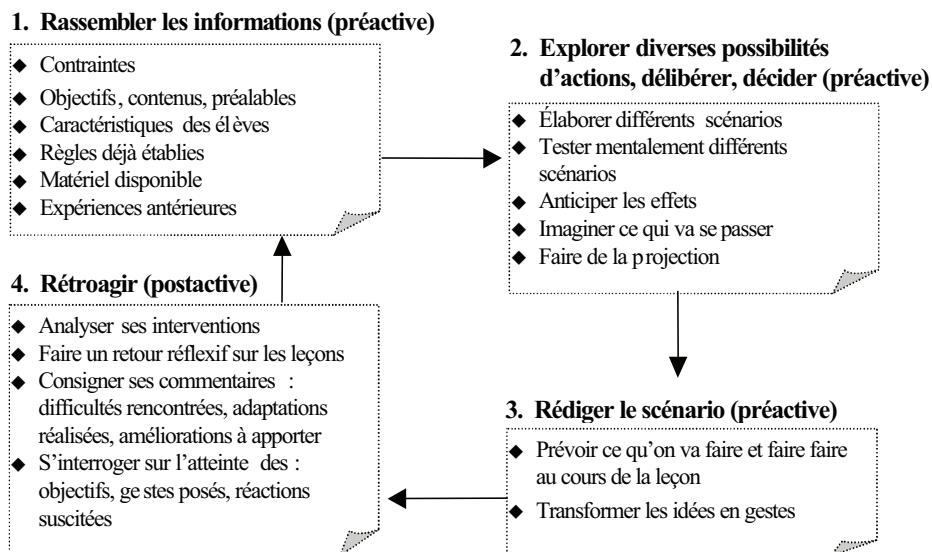 1. Rassembler les informations (préactive)
◆ Contraintes
◆ Objectifs, contenus, préalables
◆ Caractéristiques des élèves
◆ Règles déjà établies
◆ Matériel disponible
◆ Expériences antérieures
2. Explorer diverses possibilités
d'actions, délibérer, décider (préactive)
◆ Élaborer différents scénarios
◆ Tester mentalement différents
scénarios
◆ Anticiper les effets
◆ Imaginer ce qui va se passer
◆ Faire de la projection
3. Rédiger le scénario (préactive)
◆ Prévoir ce qu'on va faire et faire faire
au cours de la leçon
◆ Transformer les idées en gestes
4. Rétroagir (postactive)
◆ Analyser ses interventions
◆ Faire un retour réflexif sur les leçons
◆ Consigner ses commentaires :
difficultés rencontrées, adaptations
réalisées, améliorations à apporter
◆ S'interroger sur l'atteinte des :
objectifs, gestes posés, réactions
suscitées